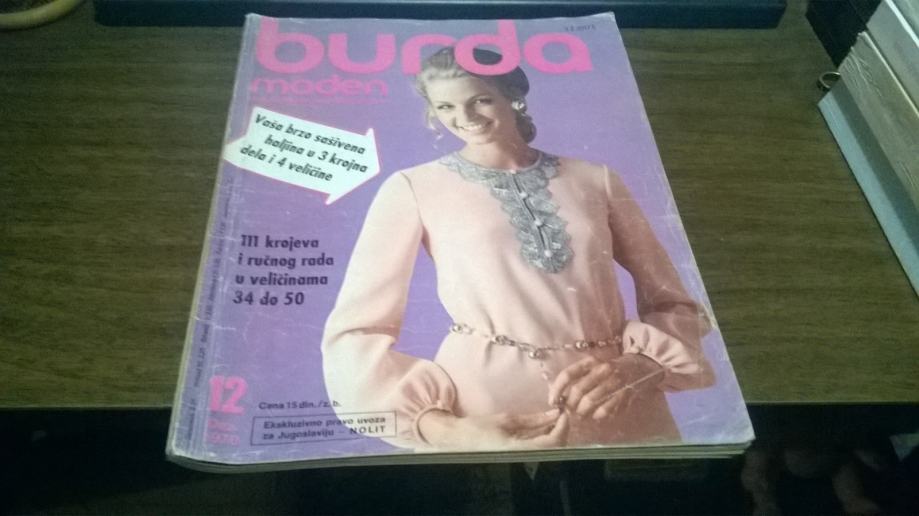 burda
moden
Vaša brzo sašivena
haljina u 3 krojna
dela i 4 veličine
111 krojeva
i ručnog rada
u veličinama
34 do 50
12
1970
Cena 15 din./z. b.
Ekskluzivno pravo uvoza
za Jugoslaviju – NOLIT